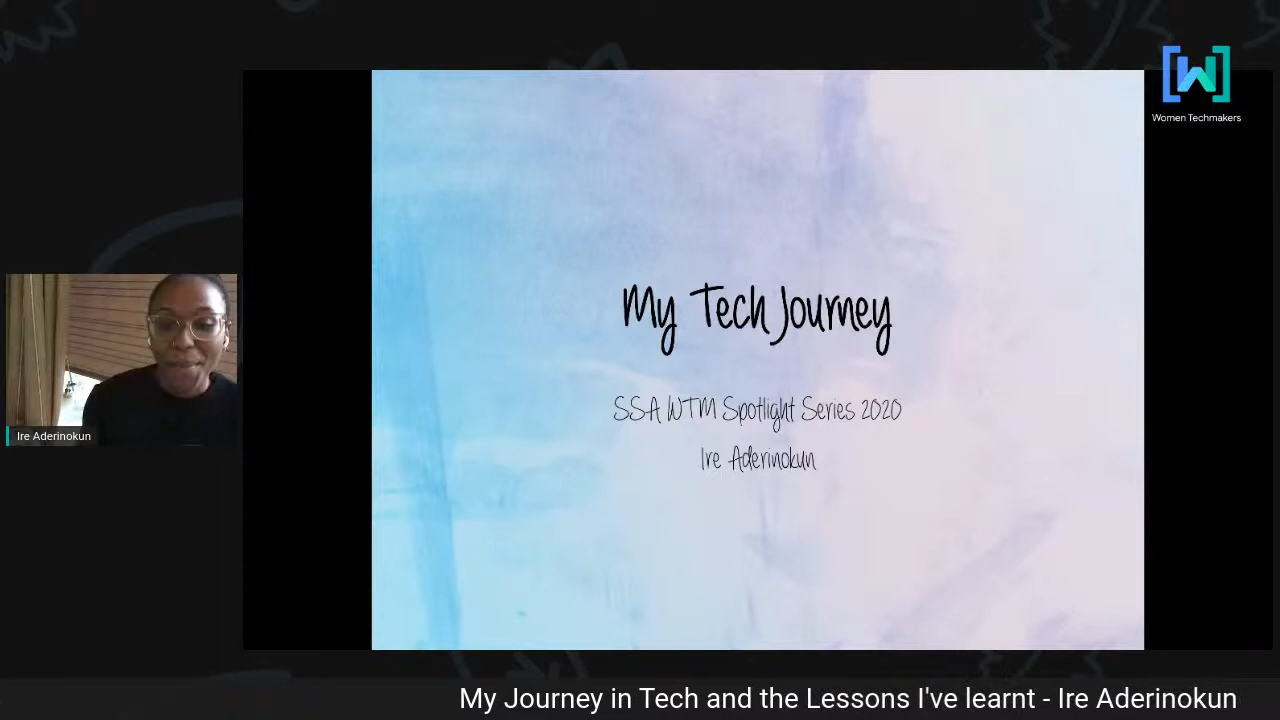 Women Techmakers
My Tech Journey
SSA WTM Spotlight Series 2020
Ire Aderinokun
Ire Aderinokun
My Journey in Tech and the Lessons I've learnt - Ire Aderinokun